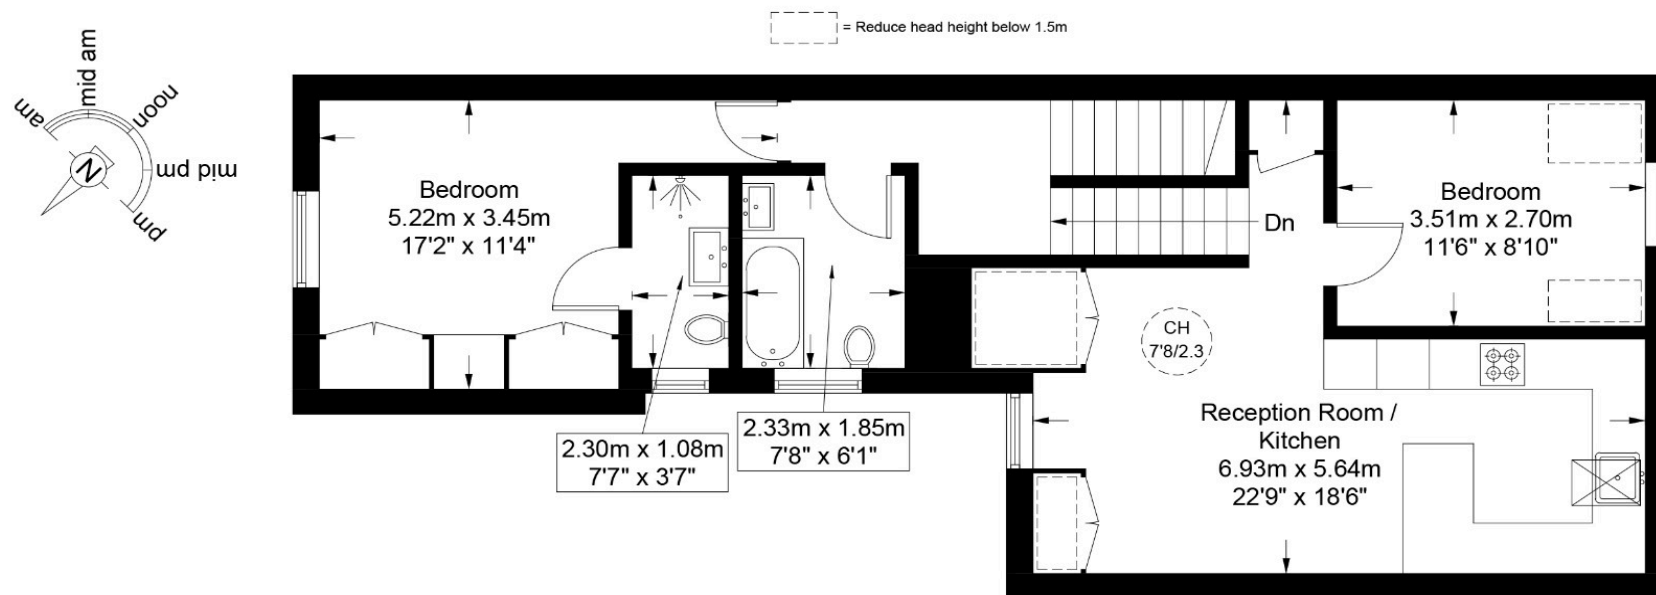 = Reduce head height below 1.5m
am
mid am
noon
mid pm
pm
N
Bedroom
5.22m x 3.45m
17'2" x 11'4"
Dn
Bedroom
3.51m x 2.70m
11'6" x 8'10"
CH
7'8/2.3
2.30m x 1.08m
7'7" x 3'7"
2.33m x 1.85m
7'8" x 6'1"
Reception Room /
Kitchen
6.93m x 5.64m
22'9" x 18'6"